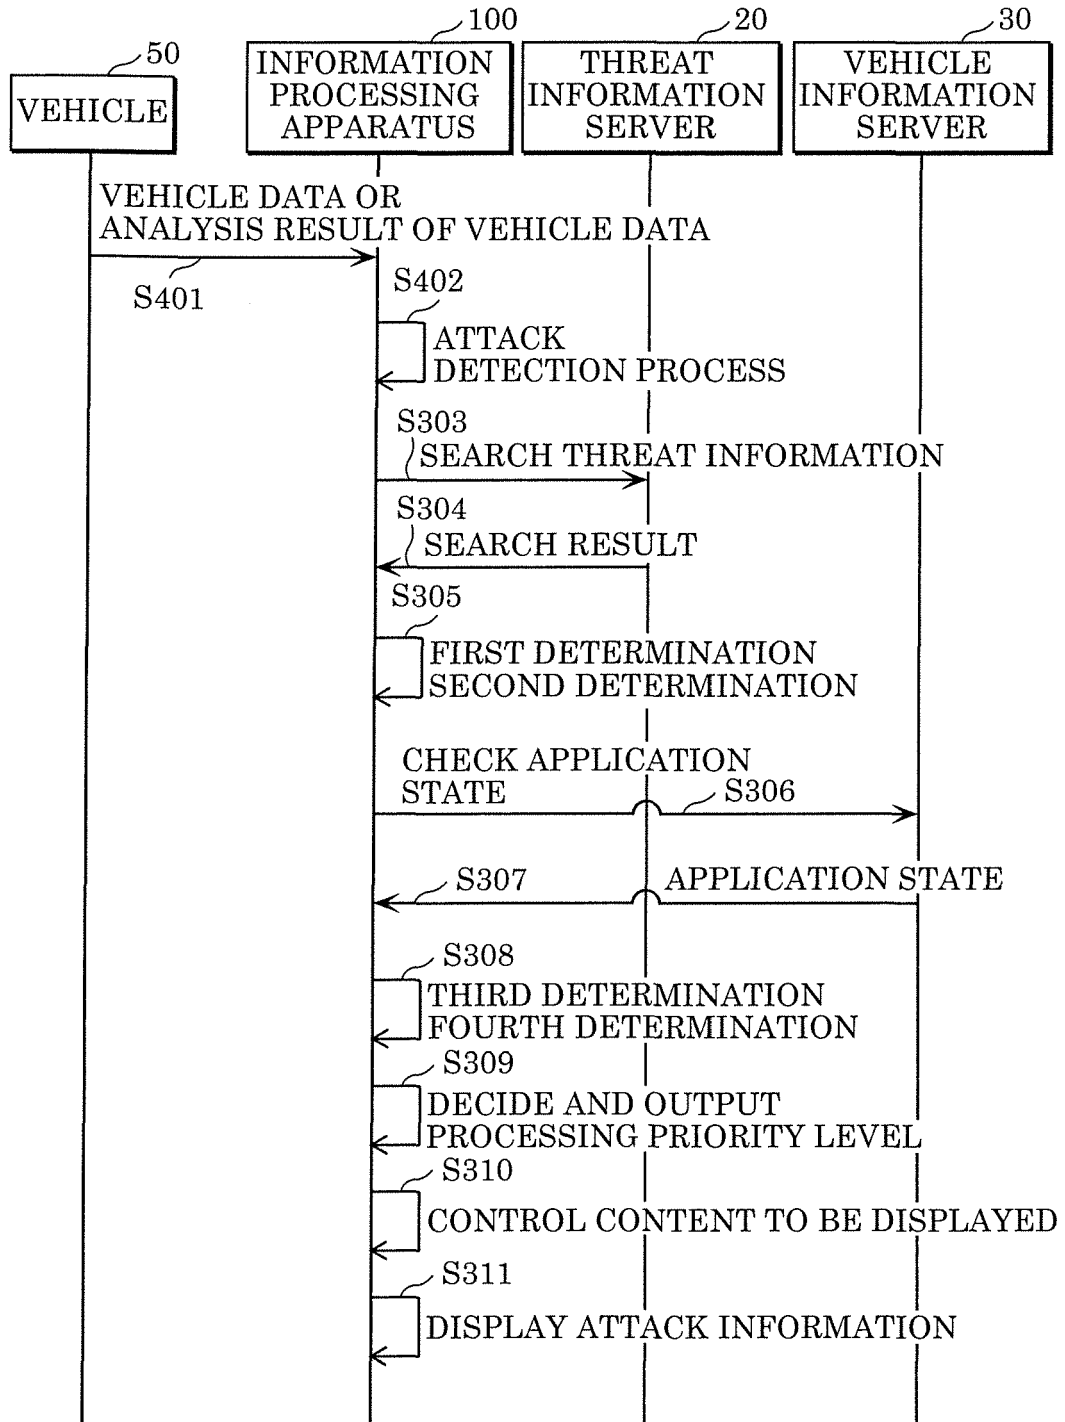 50
VEHICLE
100
INFORMATION
PROCESSING
APPARATUS
20
THREAT
INFORMATION
SERVER
30
VEHICLE
INFORMATION
SERVER
VEHICLE DATA OR
ANALYSIS RESULT OF VEHICLE DATA
S401
S402
ATTACK
DETECTION PROCESS
S303
SEARCH THREAT INFORMATION
S304
SEARCH RESULT
S305
FIRST DETERMINATION
SECOND DETERMINATION
CHECK APPLICATION
STATE
S306
S307
APPLICATION STATE
S308
THIRD DETERMINATION
FOURTH DETERMINATION
S309
DECIDE AND OUTPUT
PROCESSING PRIORITY LEVEL
S310
CONTROL CONTENT TO BE DISPLAYED
S311
DISPLAY ATTACK INFORMATION